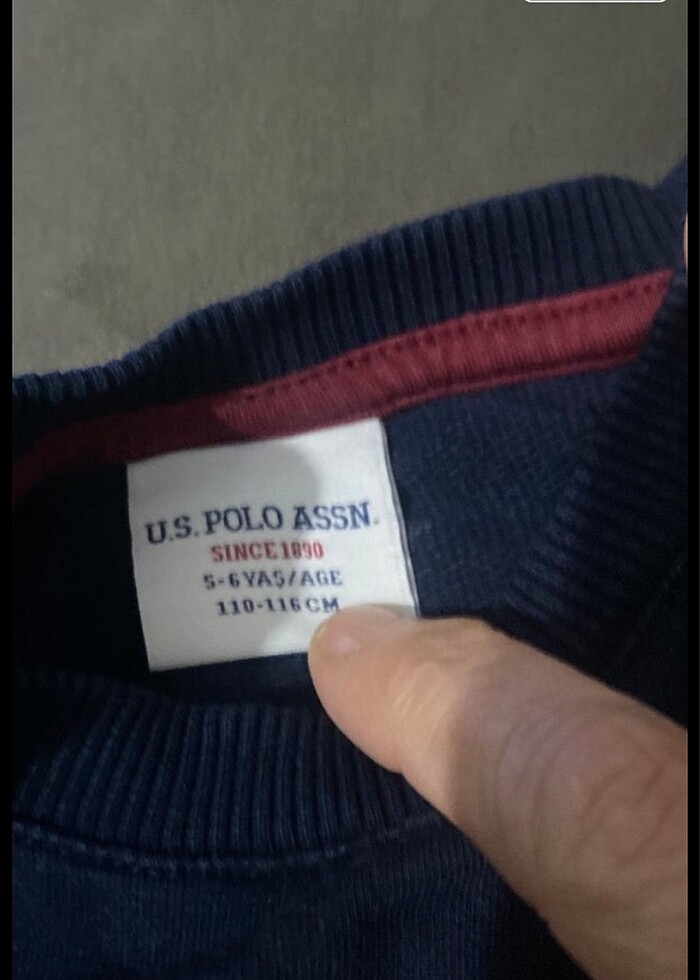 U.S. POLO ASSN.
SINCE 1890
5-6 YAŞ/AGE
110-116 CM